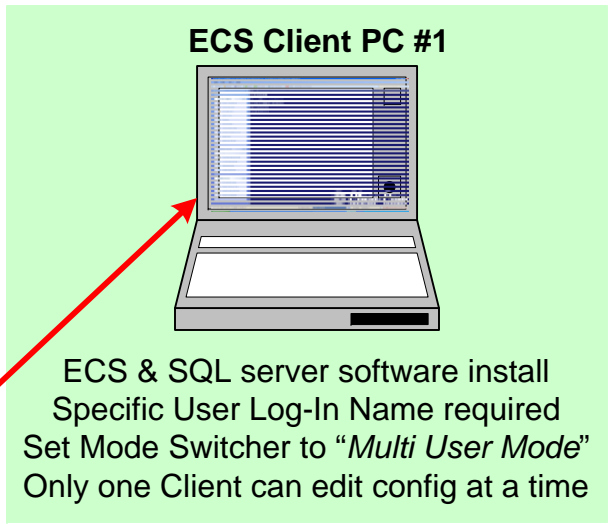 ECS Client PC #1
ECS & SQL server software install
Specific User Log-In Name required
Set Mode Switcher to “Multi User Mode”
Only one Client can edit config at a time